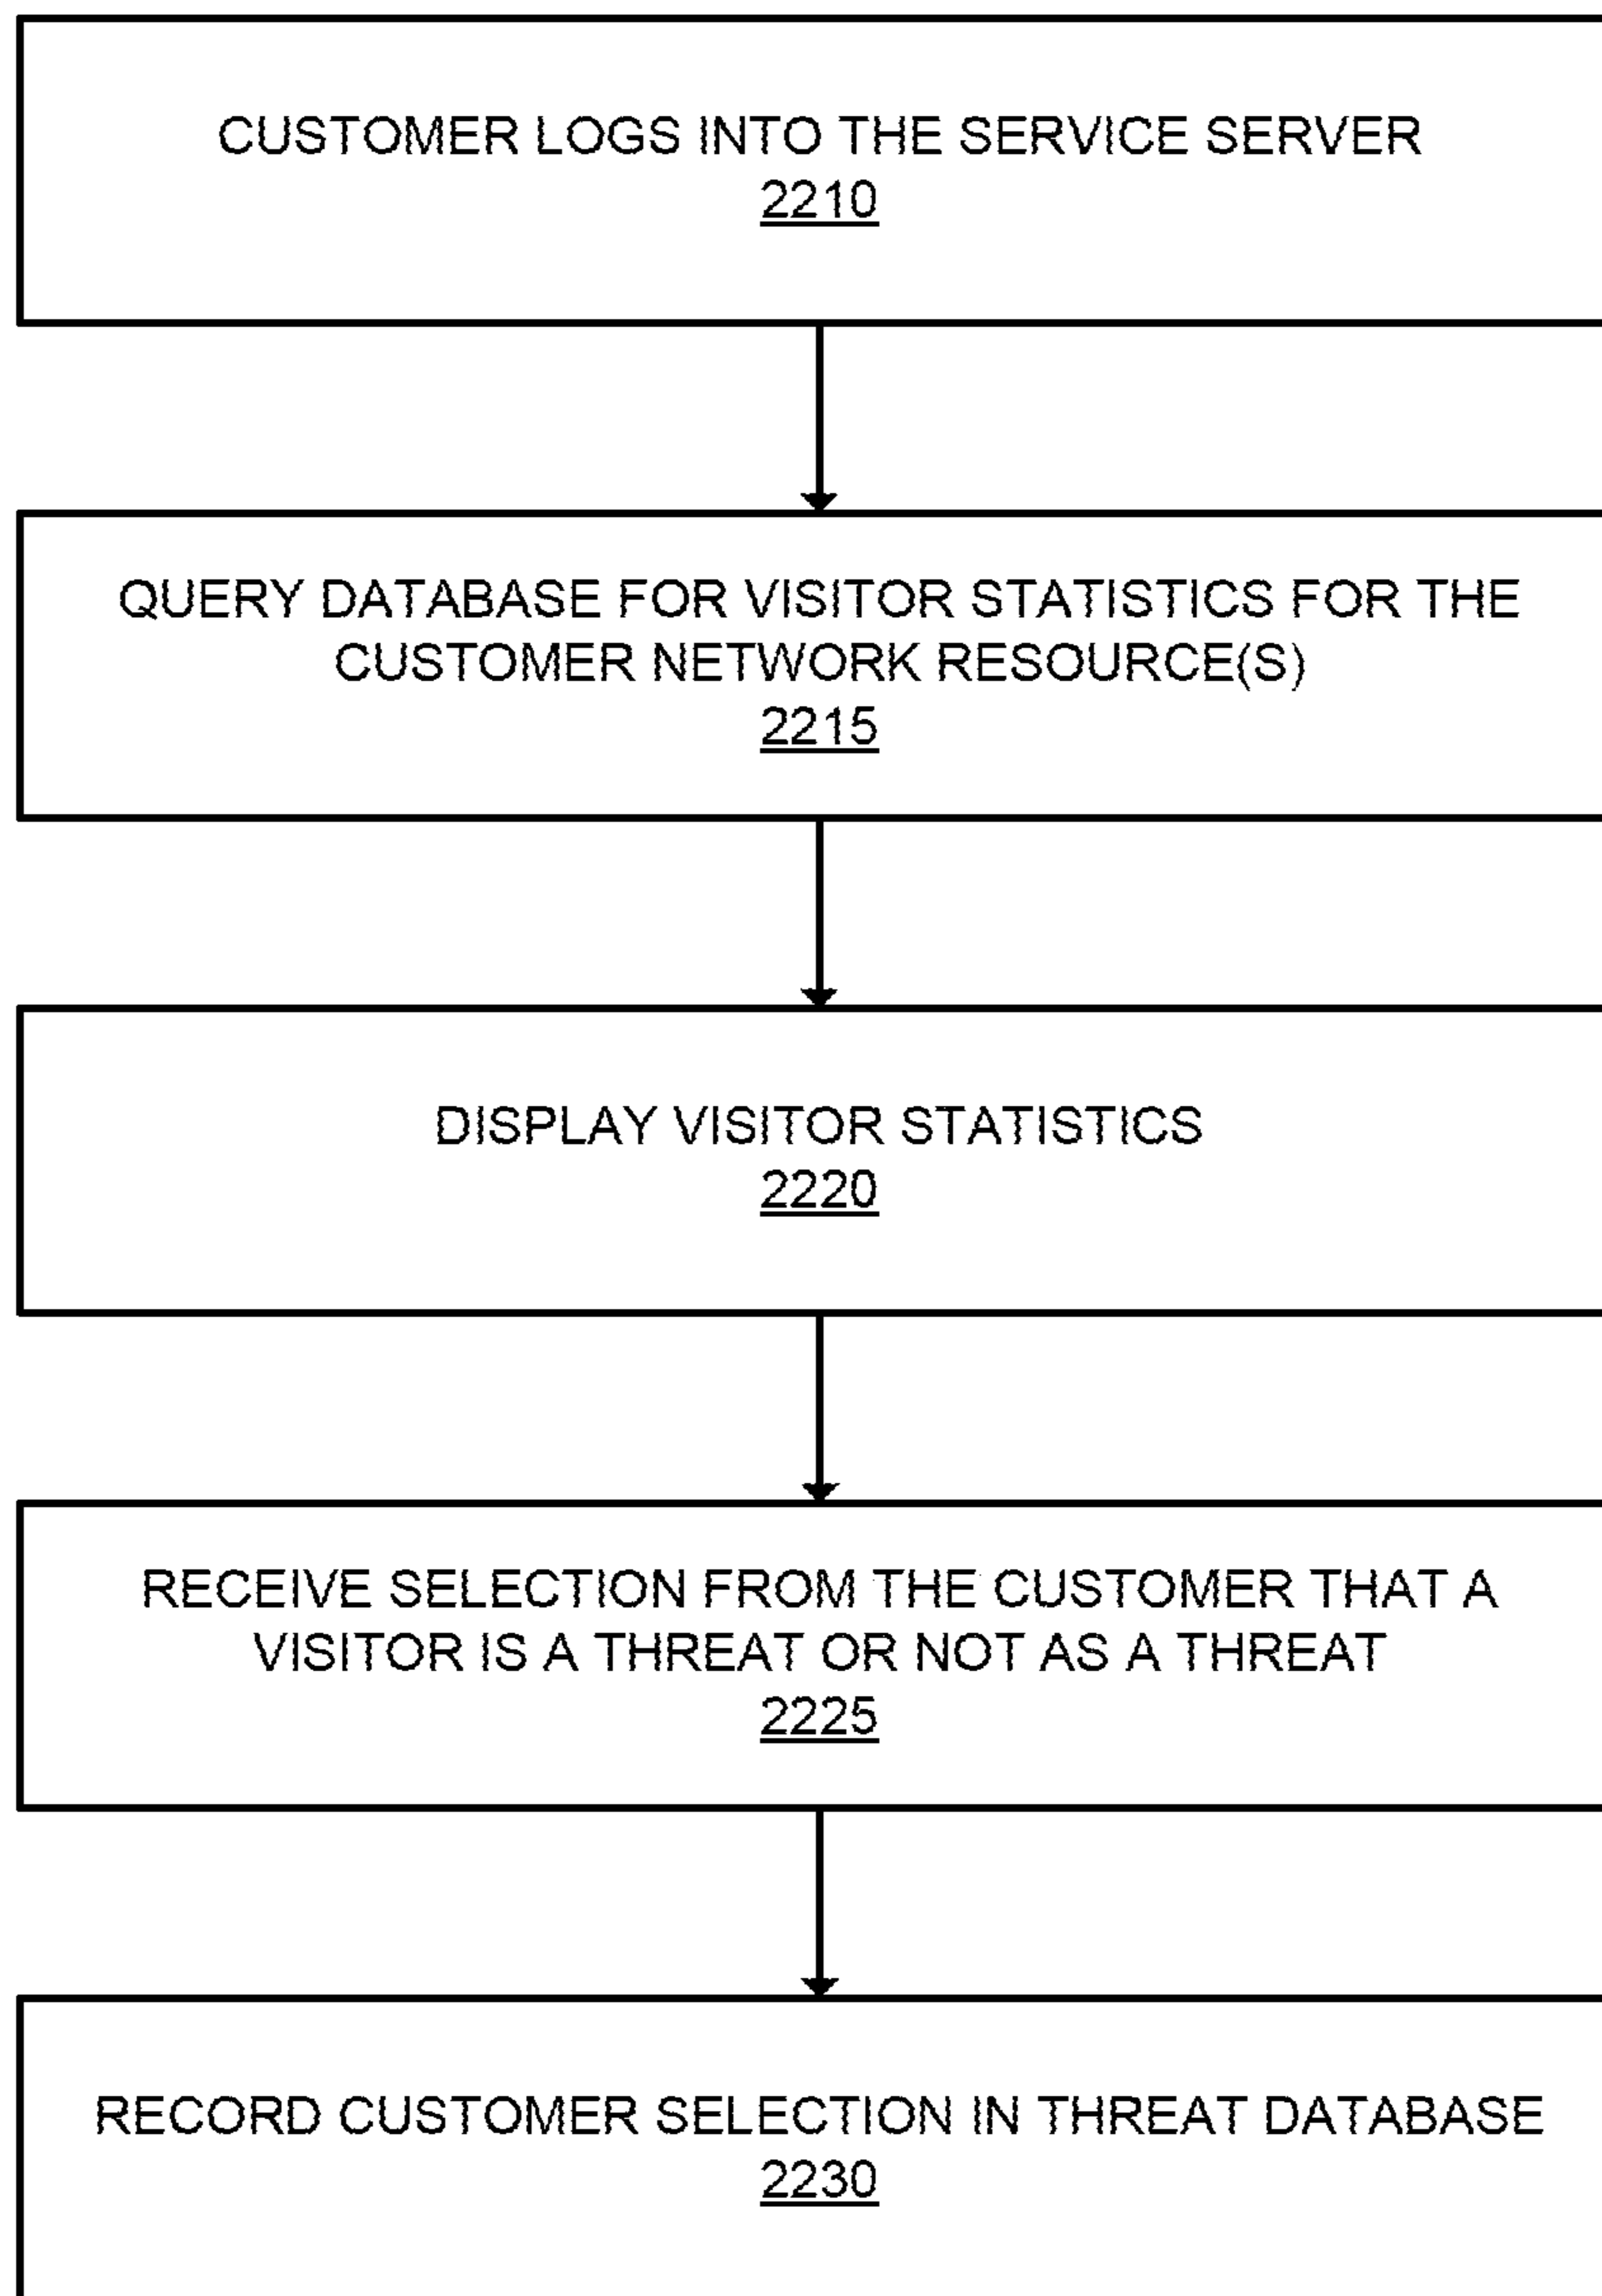 CUSTOMER LOGS INTO THE SERVICE SERVER
2210
QUERY DATABASE FOR VISITOR STATISTICS FOR THE
CUSTOMER NETWORK RESOURCE(S)
2215
DISPLAY VISITOR STATISTICS
2220
RECEIVE SELECTION FROM THE CUSTOMER THAT A
VISITOR IS A THREAT OR NOT AS A THREAT
2225
RECORD CUSTOMER SELECTION IN THREAT DATABASE
2230